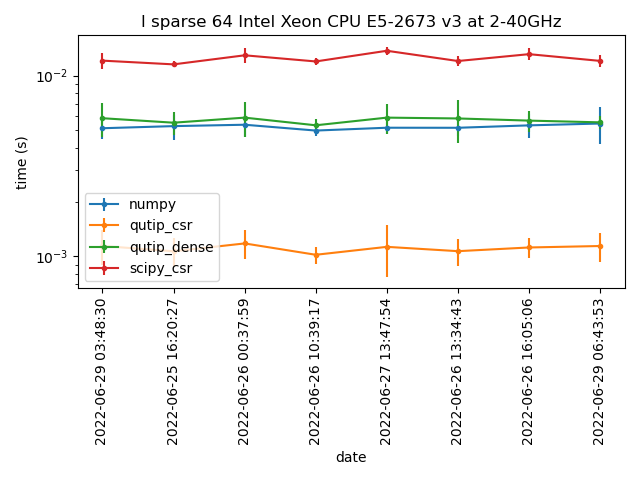 I sparse 64 Intel Xeon CPU E5-2673 v3 at 2-40GHz
time (s)
10⁻²
10⁻³
numpy
qutip_csr
qutip_dense
scipy_csr
2022-06-29 03:48:30
2022-06-25 16:20:27
2022-06-26 00:37:59
2022-06-26 10:39:17
2022-06-27 13:47:54
2022-06-26 13:34:43
2022-06-26 16:05:06
2022-06-29 06:43:53
date